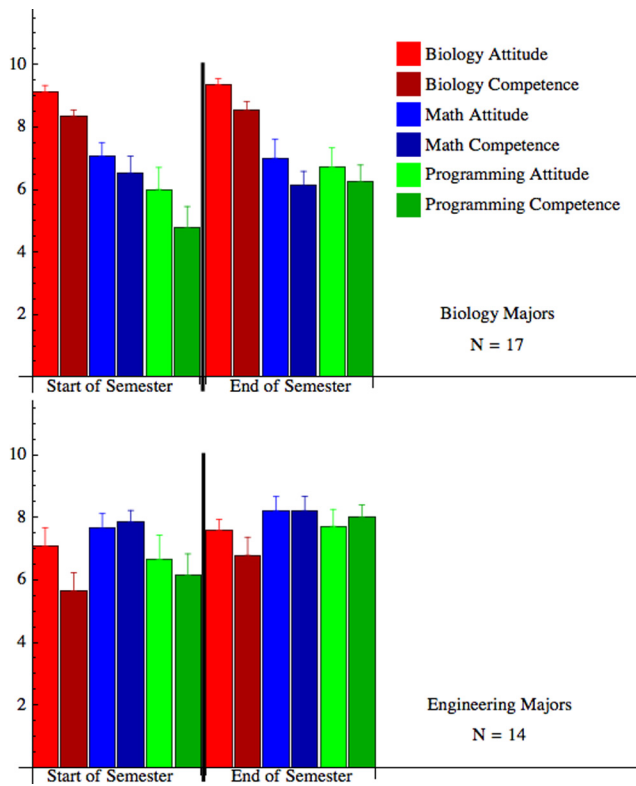 10
8
6
4
2
Biology Attitude
Biology Competence
Math Attitude
Math Competence
Programming Attitude
Programming Competence
Biology Majors
N = 17
Start of Semester
End of Semester
10
8
6
4
2
Engineering Majors
N = 14
Start of Semester
End of Semester